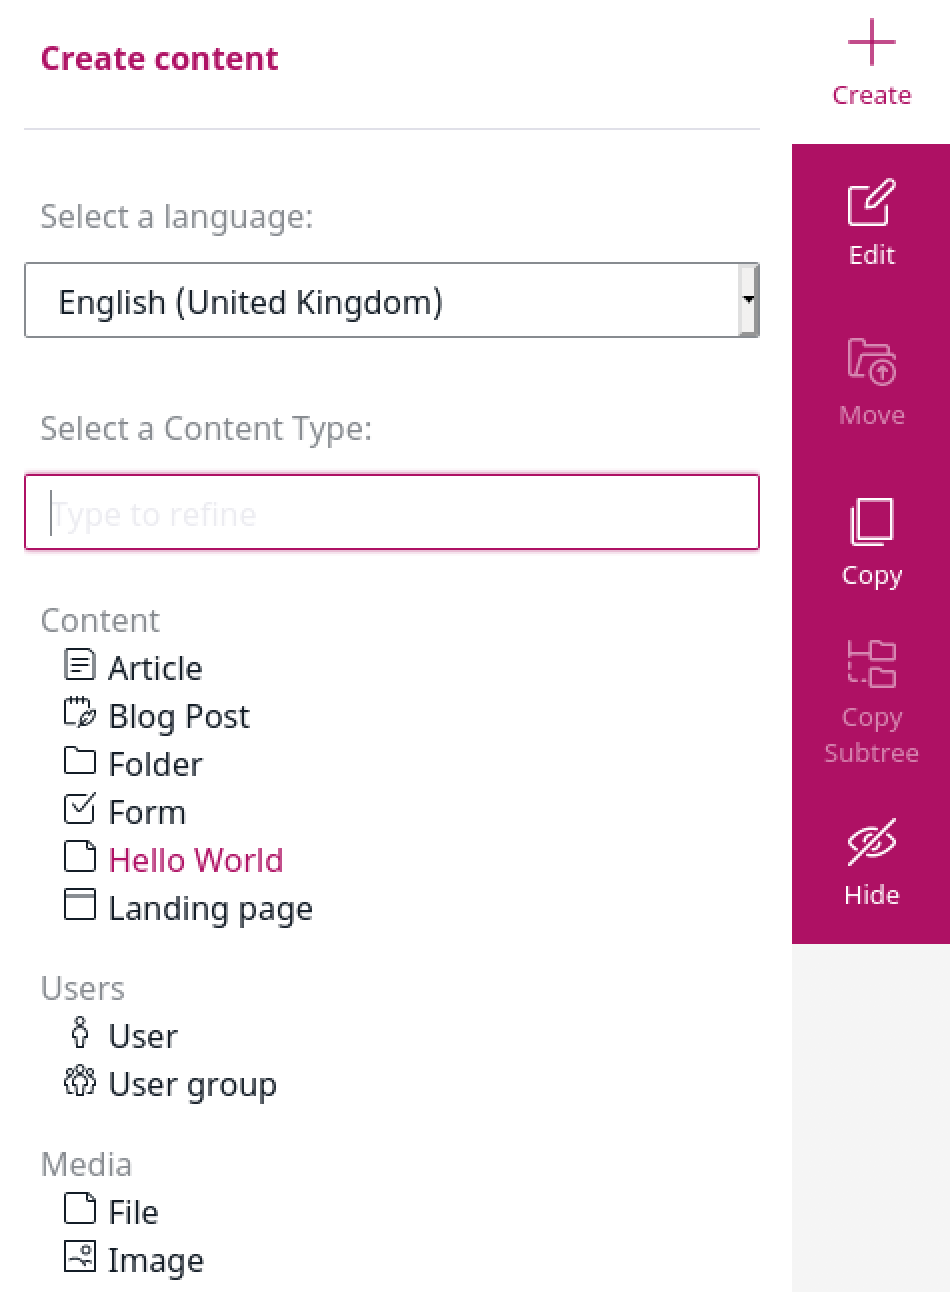 Create content
Select a language:
English (United Kingdom)
Select a Content Type:
Type to refine
Content
Article
Blog Post
Folder
Form
Hello World
Landing page
Users
User
User group
Media
File
Image
Create
Edit
Move
Copy
Copy
Subtree
Hide